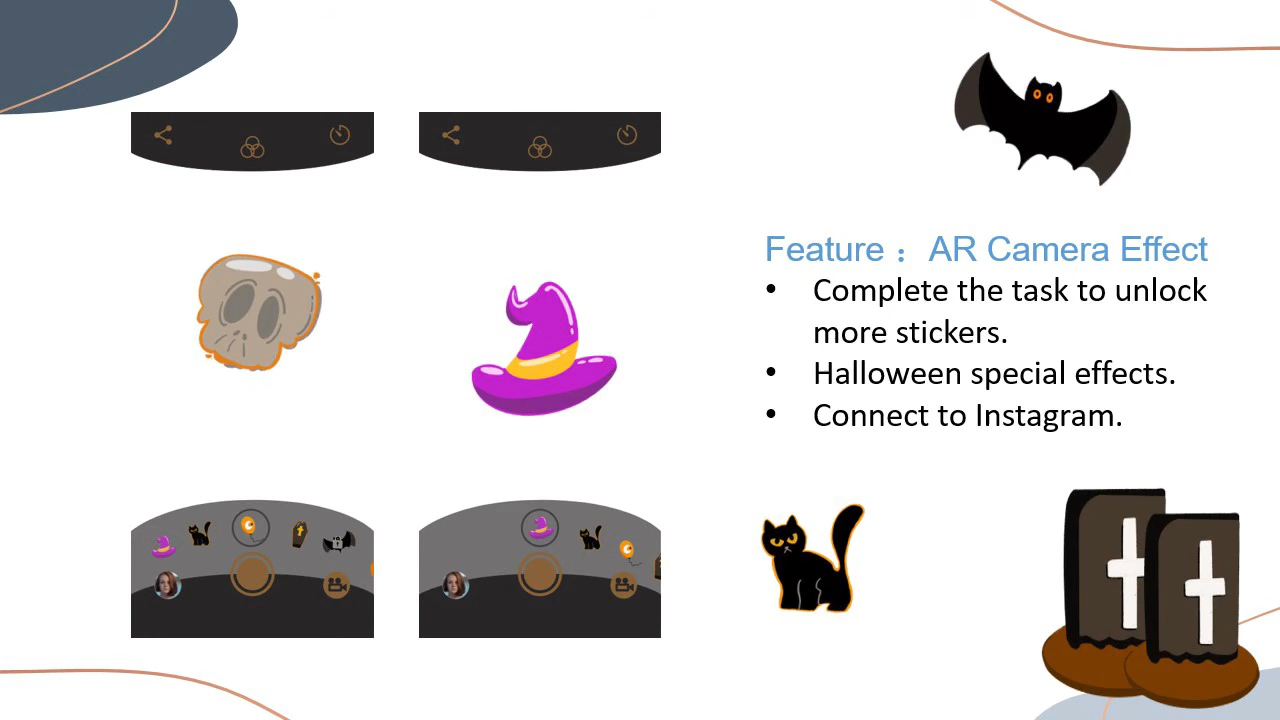 Feature ：AR Camera Effect
• Complete the task to unlock
more stickers.
• Halloween special effects.
• Connect to Instagram.